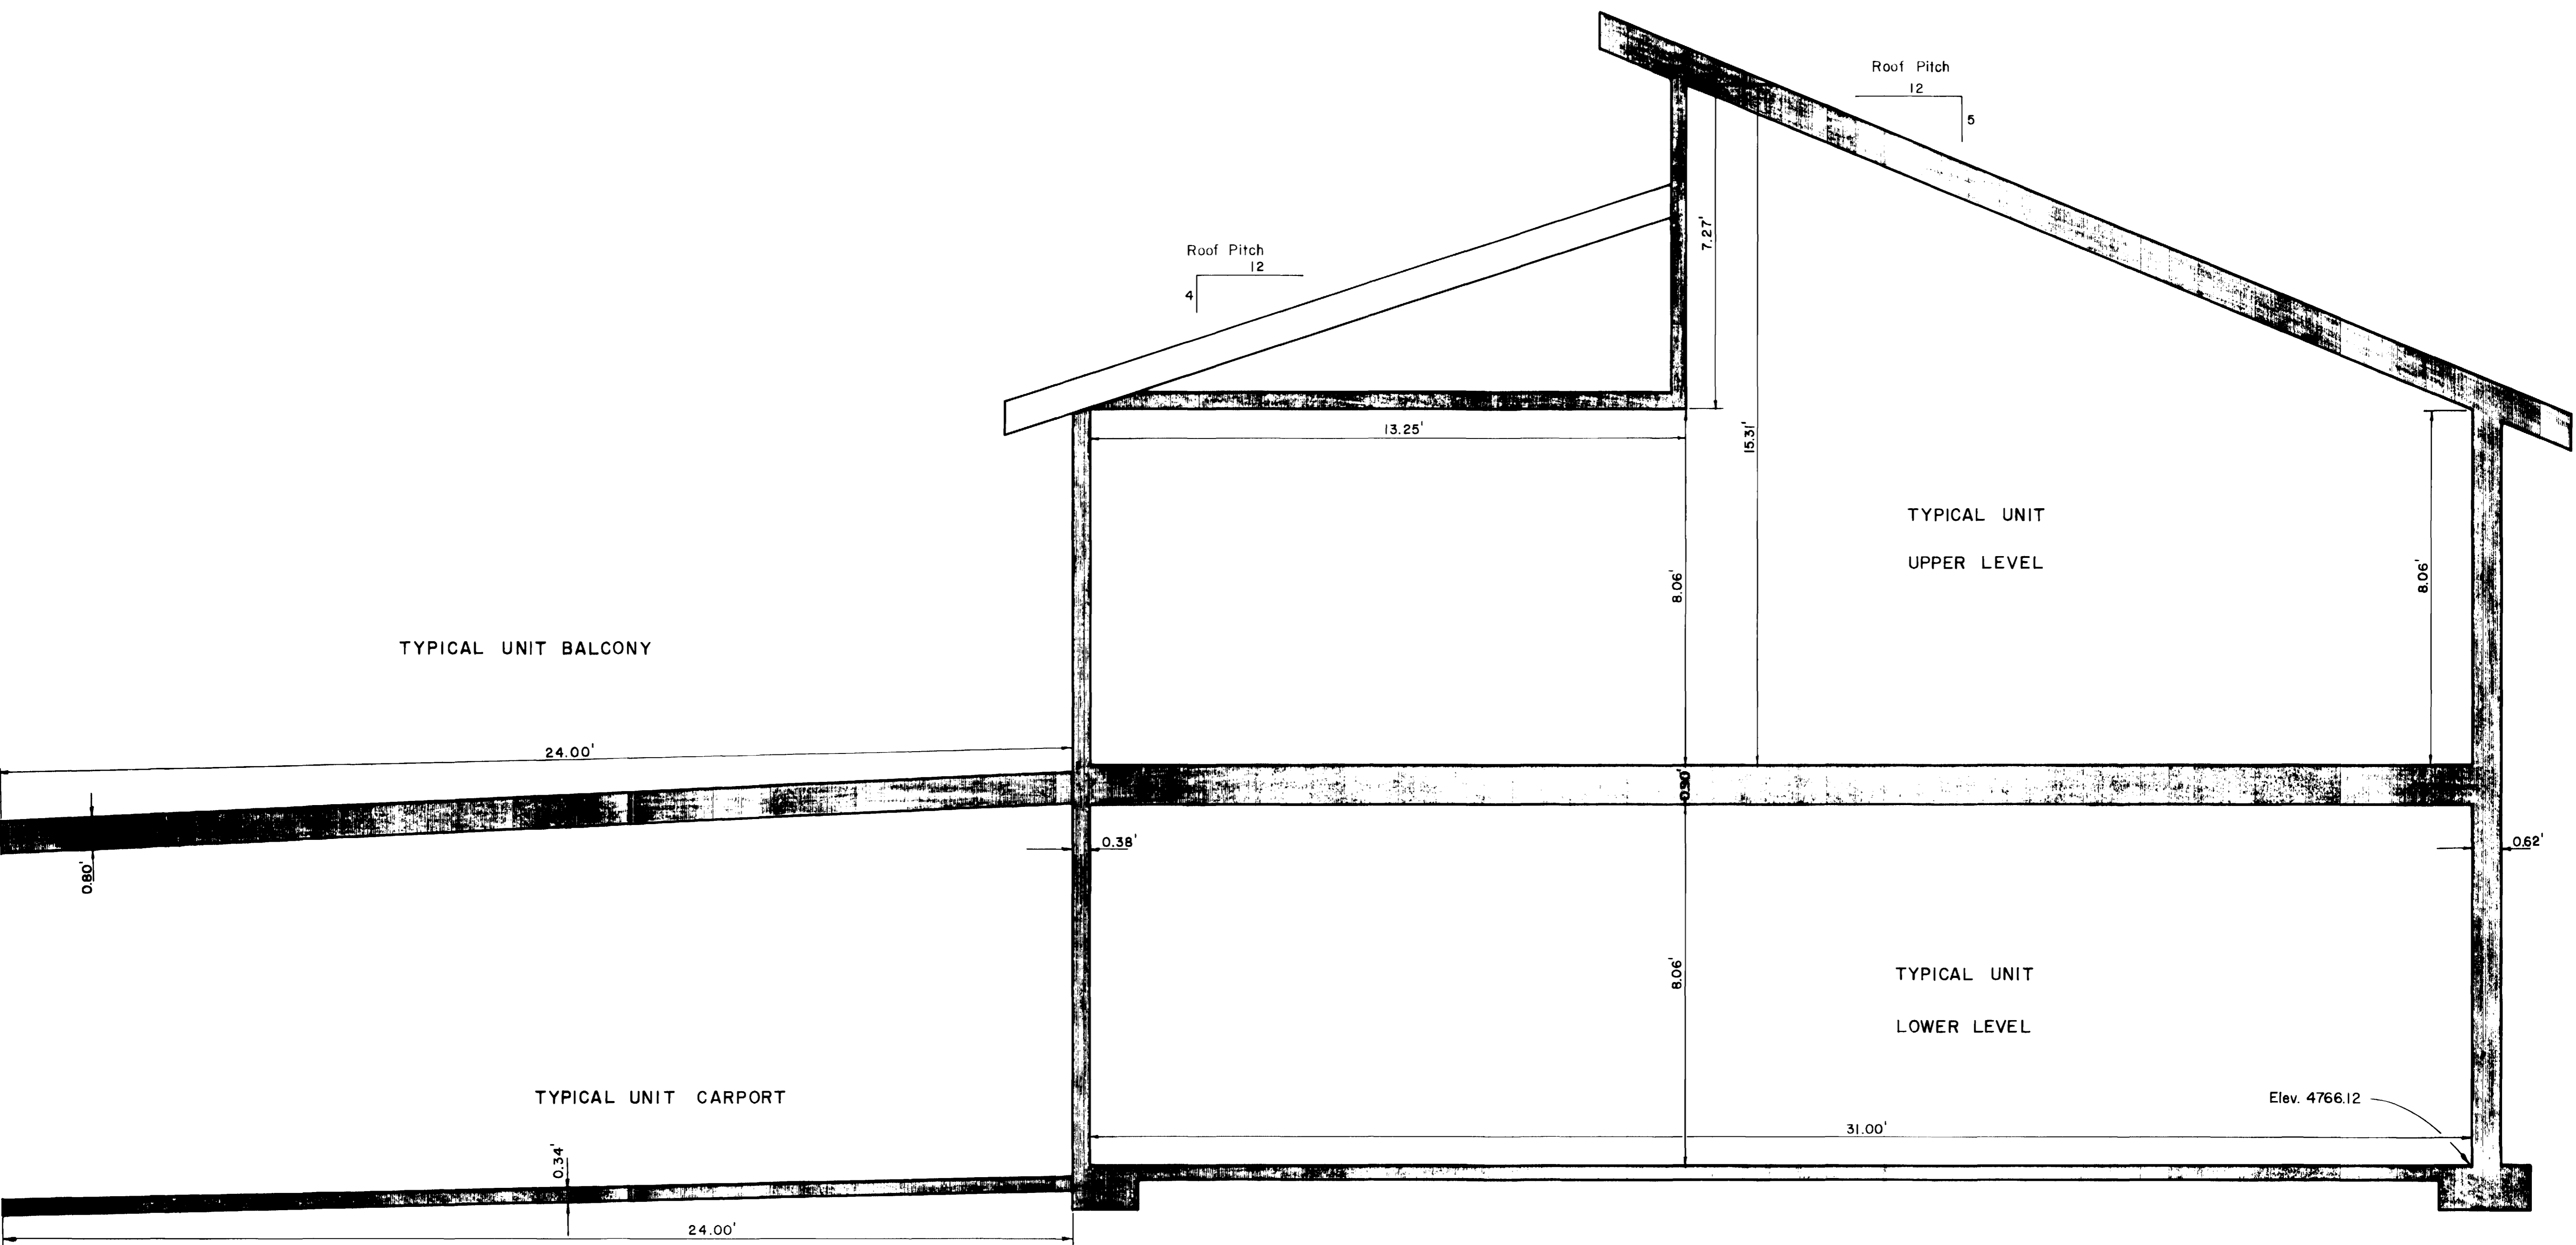 Roof Pitch
12
5
Roof Pitch
12
4
7.27'
13.25'
15.31'
TYPICAL UNIT
UPPER LEVEL
8.06'
8.06'
TYPICAL UNIT BALCONY
24.00'
0.90'
0.80'
0.38'
0.62'
8.06'
TYPICAL UNIT
LOWER LEVEL
TYPICAL UNIT CARPORT
Elev. 4766.12
31.00'
0.34'
24.00'